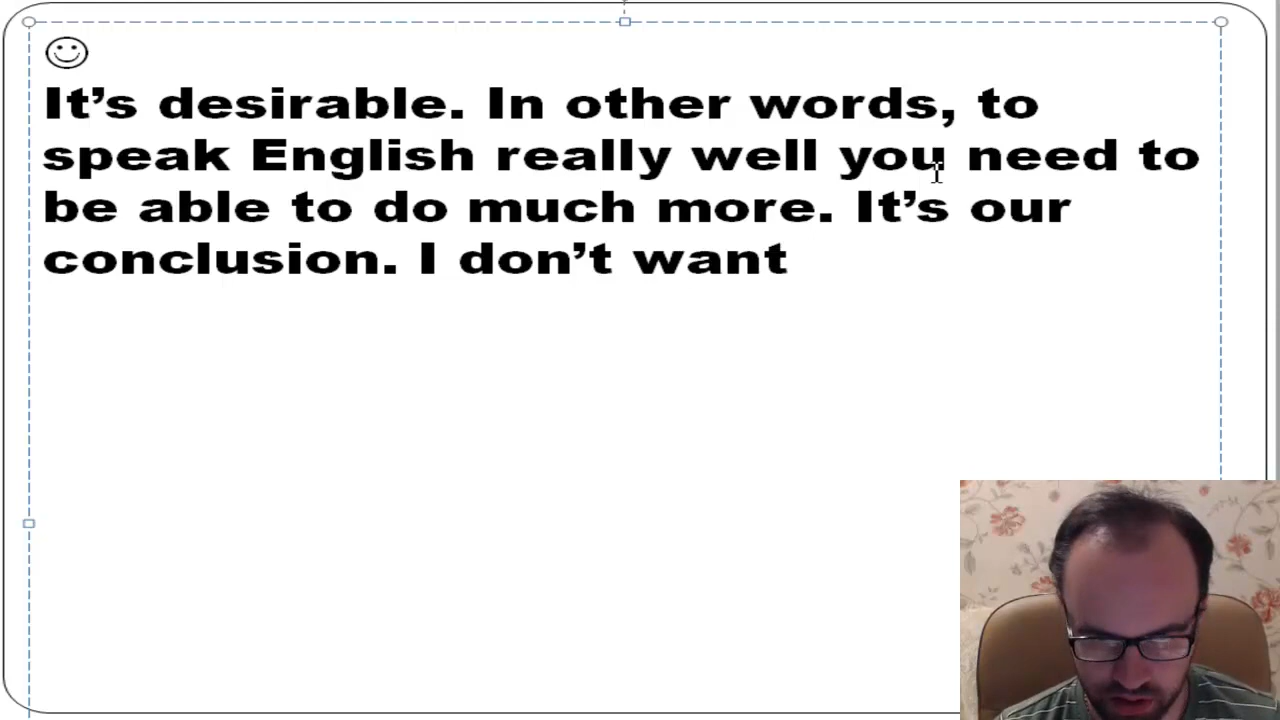 It’s desirable. In other words, to
speak English really well you need to
be able to do much more. It’s our
conclusion. I don’t want